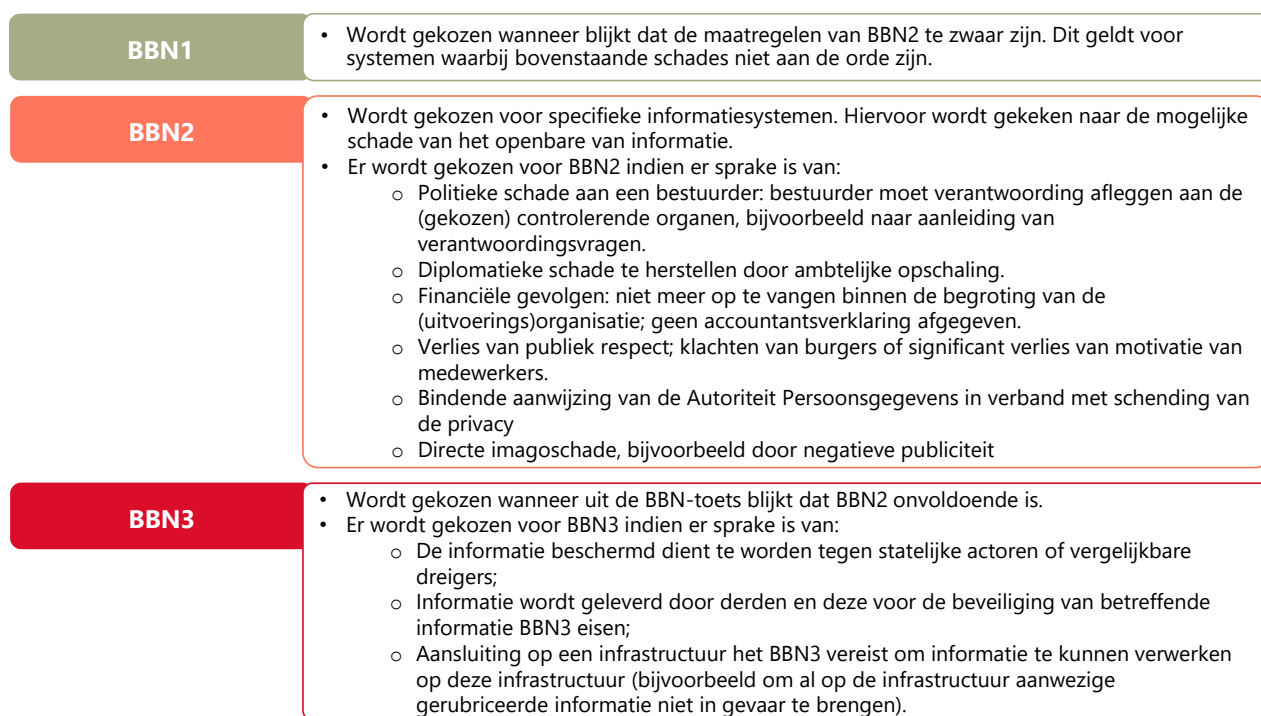 BBN1
• Wordt gekozen wanneer blijkt dat de maatregelen van BBN2 te zwaar zijn. Dit geldt voor
systemen waarbij bovenstaande schades niet aan de orde zijn.
BBN2
• Wordt gekozen voor specifieke informatiesystemen. Hiervoor wordt gekeken naar de mogelijke
schade van het openbare van informatie.
• Er wordt gekozen voor BBN2 indien er sprake is van:
o Politieke schade aan een bestuurder: bestuurder moet verantwoording afleggen aan de
(gekozen) controlerende organen, bijvoorbeeld naar aanleiding van
verantwoordingsvragen.
o Diplomatieke schade te herstellen door ambtelijke opschaling.
o Financiële gevolgen: niet meer op te vangen binnen de begroting van de
(uitvoerings)organisatie; geen accountantsverklaring afgegeven.
o Verlies van publiek respect; klachten van burgers of significant verlies van motivatie van
medewerkers.
o Bindende aanwijzing van de Autoriteit Persoonsgegevens in verband met schending van
de privacy
o Directe imagoschade, bijvoorbeeld door negatieve publiciteit
BBN3
• Wordt gekozen wanneer uit de BBN-toets blijkt dat BBN2 onvoldoende is.
• Er wordt gekozen voor BBN3 indien er sprake is van:
o De informatie beschermd dient te worden tegen statelijke actoren of vergelijkbare
dreigers;
o Informatie wordt geleverd door derden en deze voor de beveiliging van betreffende
informatie BBN3 eisen;
o Aansluiting op een infrastructuur het BBN3 vereist om informatie te kunnen verwerken
op deze infrastructuur (bijvoorbeeld om al op de infrastructuur aanwezige
gerubriceerde informatie niet in gevaar te brengen).